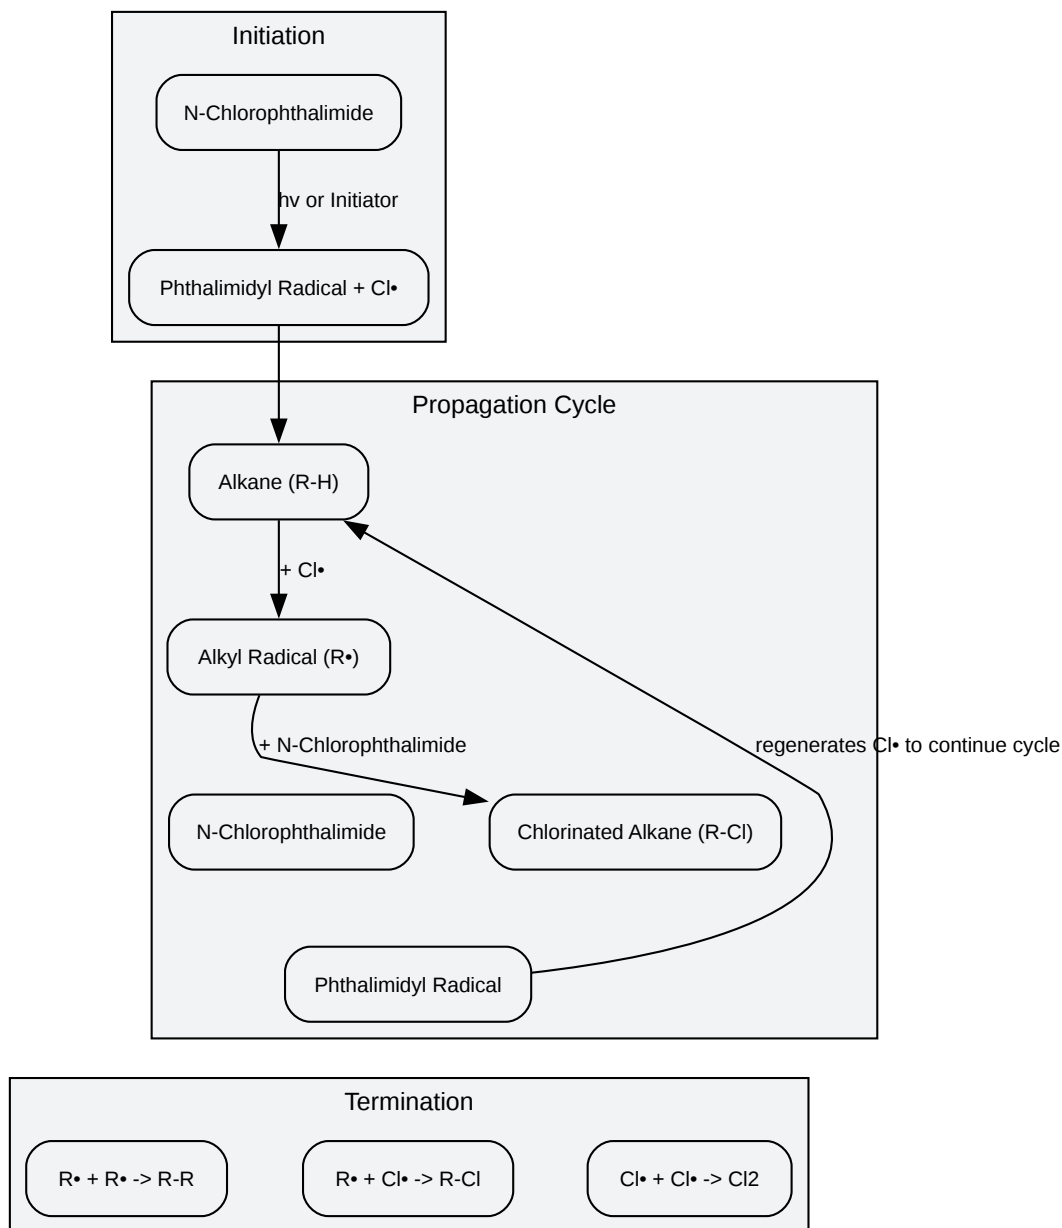 Initiation
N-Chlorophthalimide
hv or Initiator
Phthalimidyl Radical + Cl•
Propagation Cycle
Alkane (R-H)
+ Cl•
Alkyl Radical (R•)
+ N-Chlorophthalimide
regenerates Cl• to continue cycle
N-Chlorophthalimide
Chlorinated Alkane (R-Cl)
Phthalimidyl Radical
Termination
R• + R• -> R-R
R• + Cl• -> R-Cl
Cl• + Cl• -> Cl2